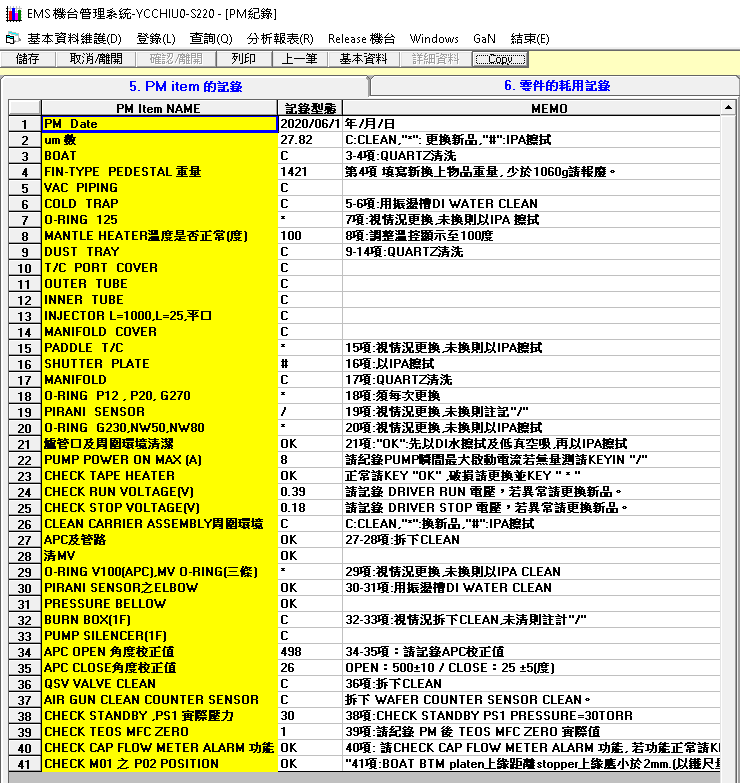 EMS 機台管理系統-YCCHIU0-S220 - [PM紀錄]
基本資料維護(D) 登錄(L) 查詢(Q) 分析報表(R) Release 機台 Windows GaN 結束(E)
儲存 取消/離開 確認/離開 列印 上一筆 基本資料 詳細資料 Copy
5. PM item 的記錄 6. 零件的耗用記錄
PM Item NAME 記錄型態 MEMO
1 PM Date 2020/06/1 年/月/日
2 um 數 27.82 C:CLEAN,"*": 更換新品,"#":IPA擦拭
3 BOAT C 3-4項:QUARTZ清洗
4 FIN-TYPE PEDESTAL 重量 1421 第4項 填寫新換上物品重量, 少於1060g請報廢。
5 VAC PIPING C
6 COLD TRAP C 5-6項:用振盪槽DI WATER CLEAN
7 O-RING 125 * 7項:視情況更換,未換則以IPA 擦拭
8 MANTLE HEATER溫度是否正常(度) 100 8項:調整溫控顯示至100度
9 DUST TRAY C 9-14項:QUARTZ清洗
10 T/C PORT COVER C
11 OUTER TUBE C
12 INNER TUBE C
13 INJECTOR L=1000,L=25,平口 C
14 MANIFOLD COVER C
15 PADDLE T/C * 15項:視情況更換,未換則以IPA擦拭
16 SHUTTER PLATE # 16項:以IPA擦拭
17 MANIFOLD C 17項:QUARTZ清洗
18 O-RING P12 , P20, G270 * 18項:須每次更換
19 PIRANI SENSOR / 19項:視情況更換,未換則註記"/"
20 O-RING G230,NW50,NW80 * 20項:視情況更換,未換則以IPA擦拭
21 爐管口及周圍環境清潔 OK 21項:"OK":先以DI水擦拭及低真空吸,再以IPA擦拭
22 PUMP POWER ON MAX (A) 8 請紀錄PUMP瞬間最大啟動電流若無量測請KEYIN "/"
23 CHECK TAPE HEATER OK 正常請KEY "OK" ,破損請更換並KEY " * "
24 CHECK RUN VOLTAGE(V) 0.39 請記錄 DRIVER RUN 電壓，若異常請更換新品。
25 CHECK STOP VOLTAGE(V) 0.18 請記錄 DRIVER STOP 電壓，若異常請更換新品。
26 CLEAN CARRIER ASSEMBLY周圍環境 C C:CLEAN,"*":換新品,"#":IPA擦拭
27 APC及管路 OK 27-28項:拆下CLEAN
28 清MV OK
29 O-RING V100(APC),MV O-RING(三條) * 29項:視情況更換,未換則以IPA CLEAN
30 PIRANI SENSOR之ELBOW OK 30-31項:用振盪槽DI WATER CLEAN
31 PRESSURE BELLOW OK
32 BURN BOX(1F) C 32-33項:視情況拆下CLEAN,未清則註計"/"
33 PUMP SILENCER(1F) C
34 APC OPEN 角度校正值 498 34-35項：請記錄APC校正值
35 APC CLOSE角度校正值 26 OPEN：500±10 / CLOSE：25 ±5(度)
36 QSV VALVE CLEAN C 36項:拆下CLEAN
37 AIR GUN CLEAN COUNTER SENSOR C 拆下 WAFER COUNTER SENSOR CLEAN。
38 CHECK STANDBY ,PS1 實際壓力 30 38項:CHECK STANDBY PS1 PRESSURE=30TORR
39 CHECK TEOS MFC ZERO 1 39項:請紀錄 PM 後 TEOS MFC ZERO 實際值
40 CHECK CAP FLOW METER ALARM 功能 OK 40項: 請CHECK CAP FLOW METER ALARM 功能, 若功能正常請K
41 CHECK M01 之 P02 POSITION OK "41項:BOAT BTM platen上緣距離stopper上緣應小於2mm.(以鐵尺量